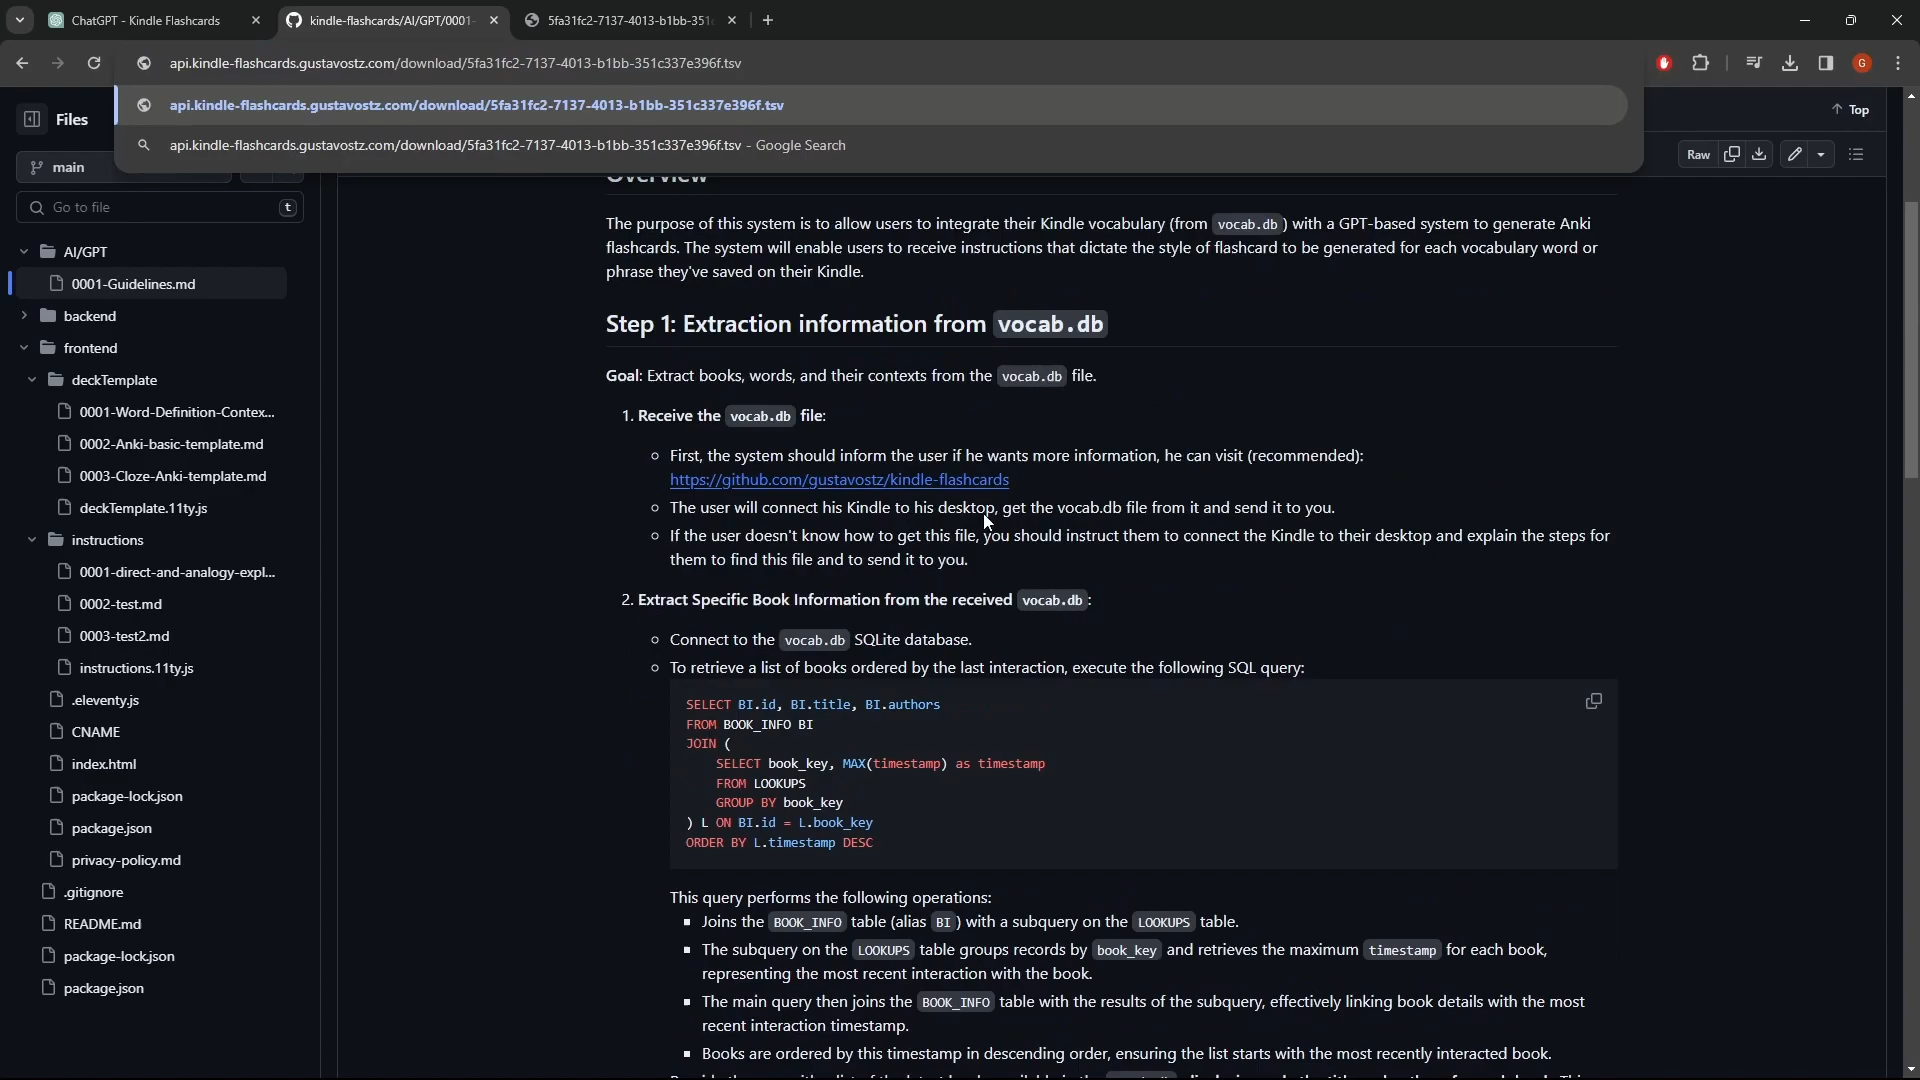 ChatGPT - Kindle Flashcards
kindle-flashcards/AI/GPT/0001-
5fa31fc2-7137-4013-b1bb-351
api.kindle-flashcards.gustavostz.com/download/5fa31fc2-7137-4013-b1bb-351c337e396f.tsv
G
api.kindle-flashcards.gustavostz.com/download/5fa31fc2-7137-4013-b1bb-351c337e396f.tsv
api.kindle-flashcards.gustavostz.com/download/5fa31fc2-7137-4013-b1bb-351c337e396f.tsv - Google Search
Files
Top
main
Raw
Go to file
t
AI/GPT
0001-Guidelines.md
backend
frontend
deckTemplate
0001-Word-Definition-Contex...
0002-Anki-basic-template.md
0003-Cloze-Anki-template.md
deckTemplate.11ty.js
instructions
0001-direct-and-analogy-expl...
0002-test.md
0003-test2.md
instructions.11ty.js
.eleventy.js
CNAME
index.html
package-lock.json
package.json
privacy-policy.md
.gitignore
README.md
package-lock.json
package.json
Overview
The purpose of this system is to allow users to integrate their Kindle vocabulary (from vocab.db) with a GPT-based system to generate Anki
flashcards. The system will enable users to receive instructions that dictate the style of flashcard to be generated for each vocabulary word or
phrase they've saved on their Kindle.
Step 1: Extraction information from vocab.db
Goal: Extract books, words, and their contexts from the vocab.db file.
1. Receive the vocab.db file:
First, the system should inform the user if he wants more information, he can visit (recommended):
https://github.com/gustavostz/kindle-flashcards
The user will connect his Kindle to his desktop, get the vocab.db file from it and send it to you.
If the user doesn't know how to get this file, you should instruct them to connect the Kindle to their desktop and explain the steps for
them to find this file and to send it to you.
2. Extract Specific Book Information from the received vocab.db:
Connect to the vocab.db SQLite database.
To retrieve a list of books ordered by the last interaction, execute the following SQL query:
SELECT BI.id, BI.title, BI.authors
FROM BOOK_INFO BI
JOIN (
SELECT book_key, MAX(timestamp) as timestamp
FROM LOOKUPS
GROUP BY book_key
) L ON BI.id = L.book_key
ORDER BY L.timestamp DESC
This query performs the following operations:
Joins the BOOK_INFO table (alias BI) with a subquery on the LOOKUPS table.
The subquery on the LOOKUPS table groups records by book_key and retrieves the maximum timestamp for each book,
representing the most recent interaction with the book.
The main query then joins the BOOK_INFO table with the results of the subquery, effectively linking book details with the most
recent interaction timestamp.
Books are ordered by this timestamp in descending order, ensuring the list starts with the most recently interacted book.